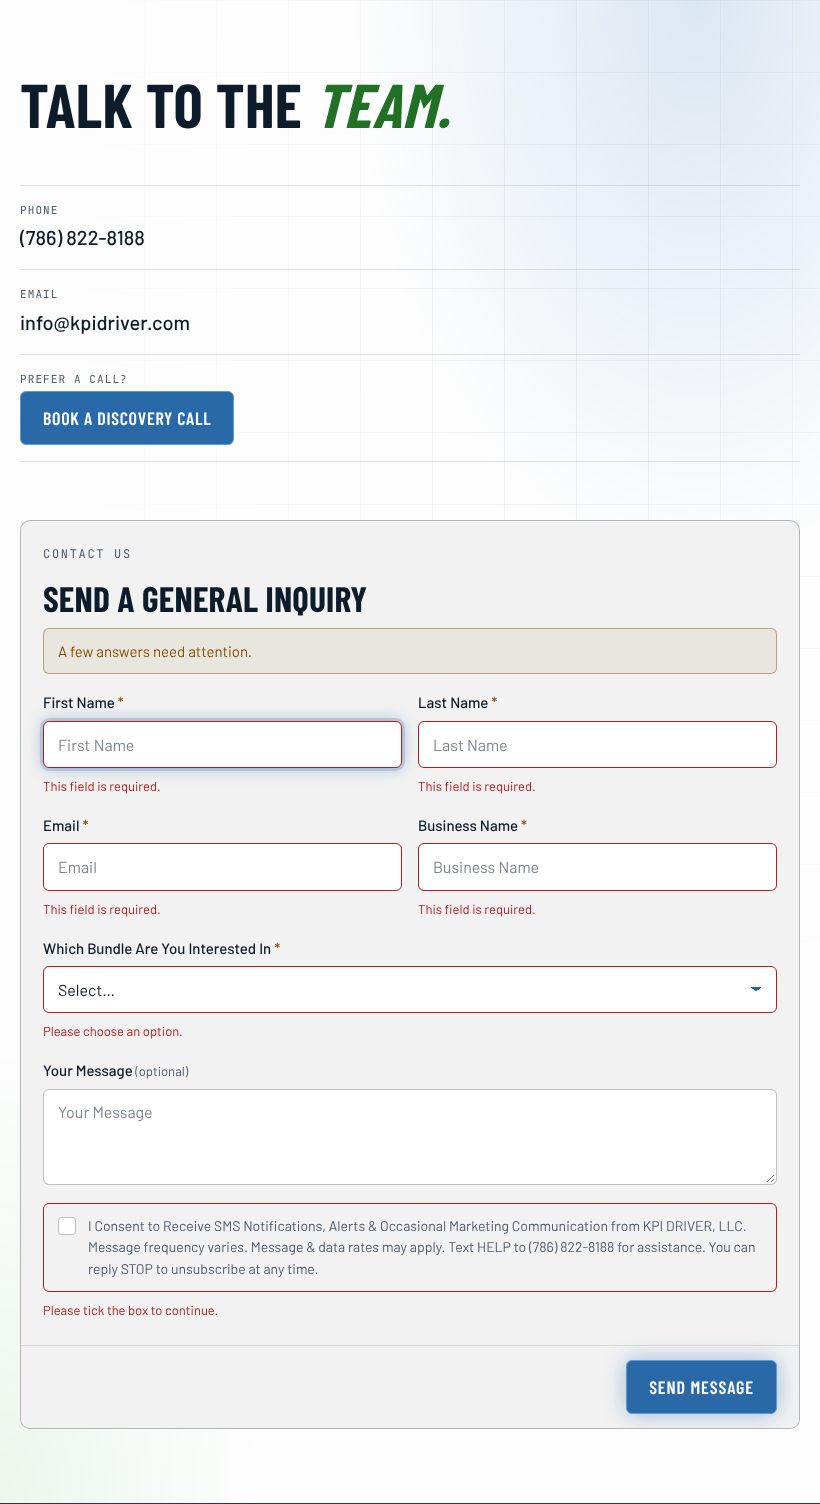 TALK TO THE TEAM.
PHONE
(786) 822-8188
EMAIL
info@kpidriver.com
PREFER A CALL?
BOOK A DISCOVERY CALL
CONTACT US
SEND A GENERAL INQUIRY
A few answers need attention.
First Name *
Last Name *
First Name
Last Name
This field is required.
This field is required.
Email *
Business Name *
Email
Business Name
This field is required.
This field is required.
Which Bundle Are You Interested In *
Select...
Please choose an option.
Your Message (optional)
Your Message
I Consent to Receive SMS Notifications, Alerts & Occasional Marketing Communication from KPI DRIVER, LLC.
Message frequency varies. Message & data rates may apply. Text HELP to (786) 822-8188 for assistance. You can
reply STOP to unsubscribe at any time.
Please tick the box to continue.
SEND MESSAGE